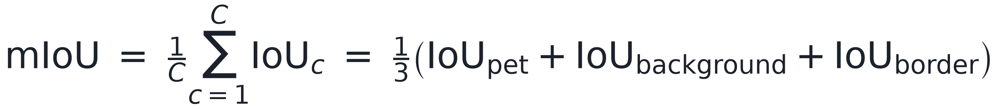 mIoU = 1/C ∑_{c=1}^{C} IoU_c = 1/3 (IoU_pet + IoU_background + IoU_border)